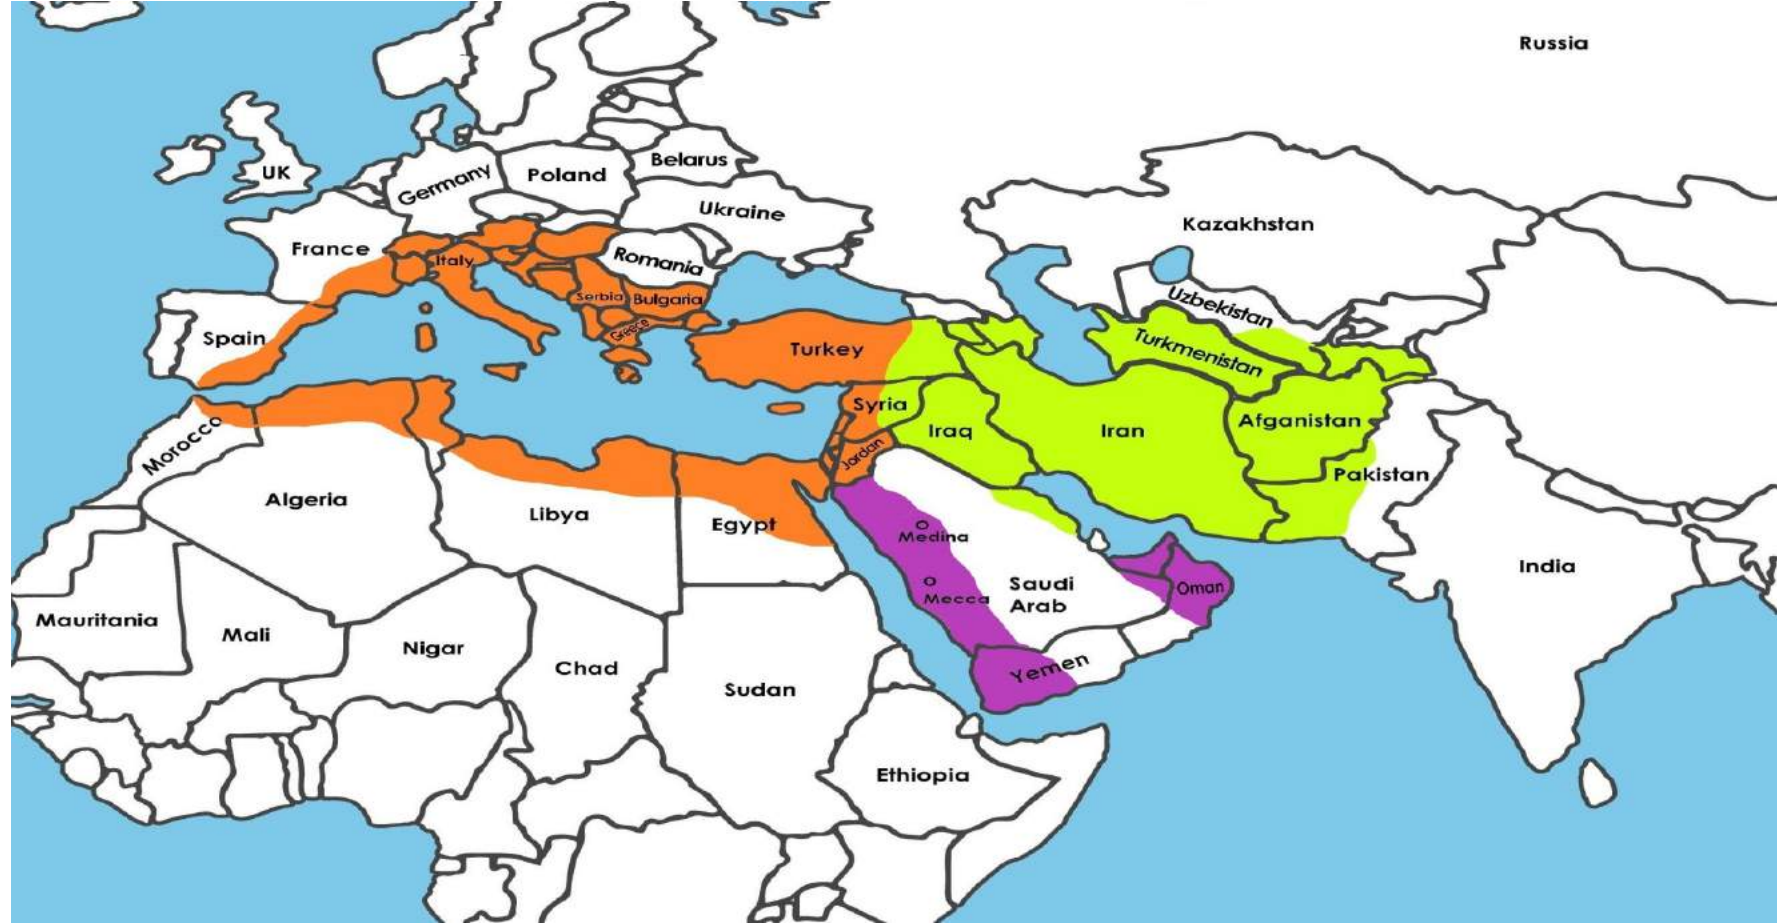 Russia
Belarus
UK
Poland
Germany
Ukraine
Kazakhstan
France
Italy
Romania
Uzbekistan
Serbia
Bulgaria
Spain
Greece
Turkey
Turkmenistan
Syria
Afganistan
Iraq
Iran
Morocco
Jordan
Pakistan
Algeria
Libya
Egypt
Medina
India
Saudi
Arab
Oman
Mecca
Mauritania
Mali
Nigar
Chad
Yemen
Sudan
Ethiopia